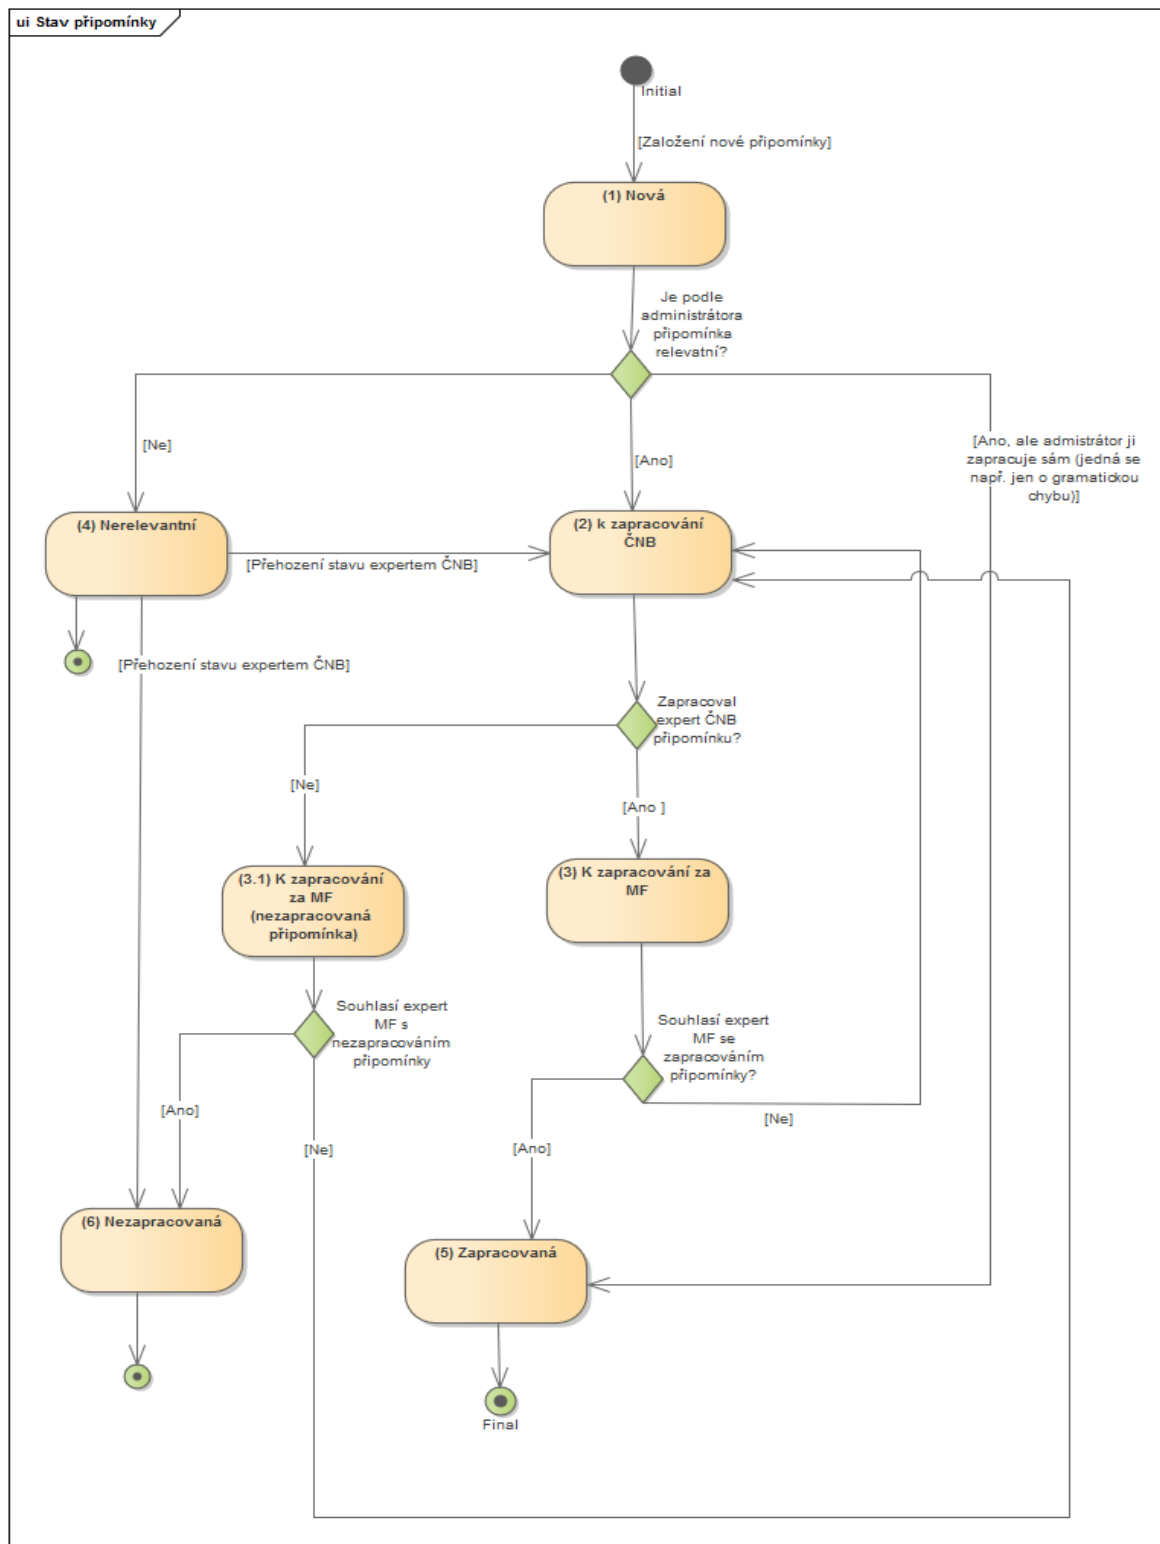 ui Stav připomínky
Initial
[Založení nové připomínky]
(1) Nová
Je podle
administrátora
připomínka
relevatní?
[Ne]
[Ano]
[Ano, ale admistrátor ji
zapracuje sám (jedná se
např. jen o gramatickou
chybu)]
(4) Nerelevantní
(2) k zapracování
ČNB
[Přehození stavu expertem ČNB]
[Přehození stavu expertem ČNB]
Zapracoval
expert ČNB
připomínku?
[Ne]
[Ano ]
(3.1) K zapracování
za MF
(nezapracovaná
připomínka)
(3) K zapracování za
MF
Souhlasí expert
MF s
nezapracováním
připomínky
Souhlasí expert
MF se
zapracováním
připomínky?
[Ano]
[Ne]
[Ano]
[Ne]
(6) Nezapracovaná
(5) Zapracovaná
Final